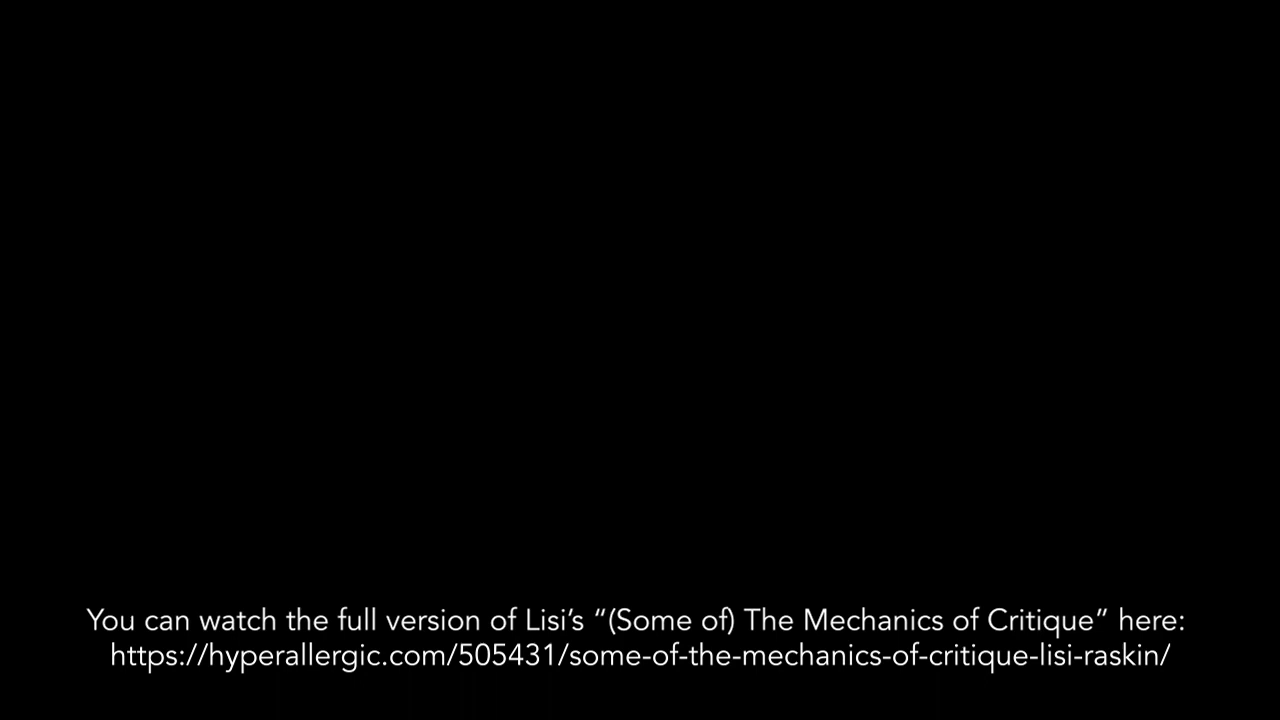 You can watch the full version of Lisi’s “(Some of) The Mechanics of Critique” here:
https://hyperallergic.com/505431/some-of-the-mechanics-of-critique-lisi-raskin/